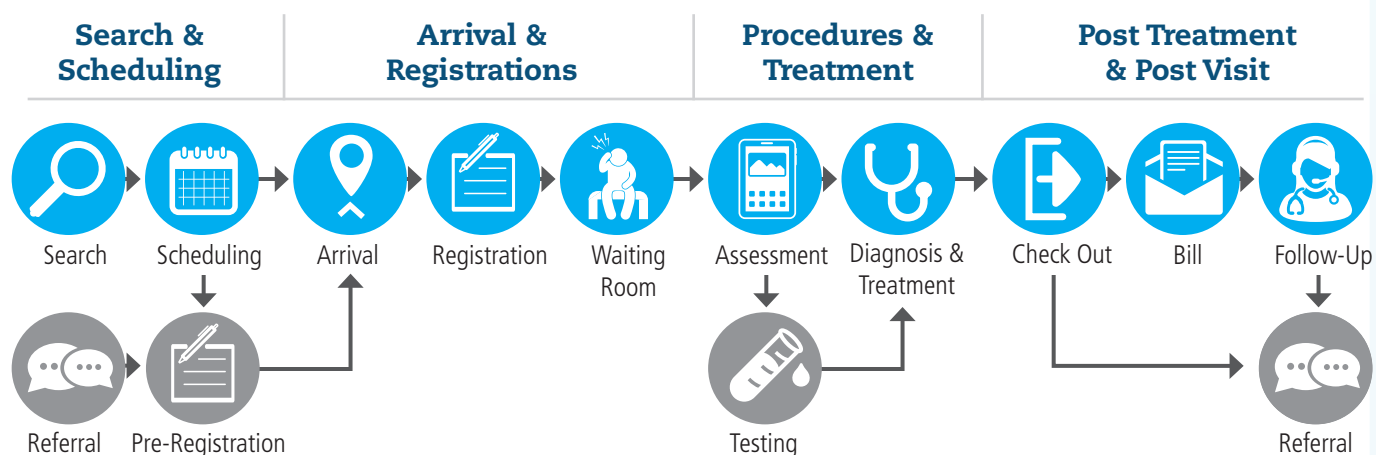 Search &
Scheduling
Arrival &
Registrations
Procedures &
Treatment
Post Treatment
& Post Visit
Search
Scheduling
Arrival
Registration
Waiting
Room
Assessment
Diagnosis &
Treatment
Check Out
Bill
Follow-Up
Referral
Pre-Registration
Testing
Referral